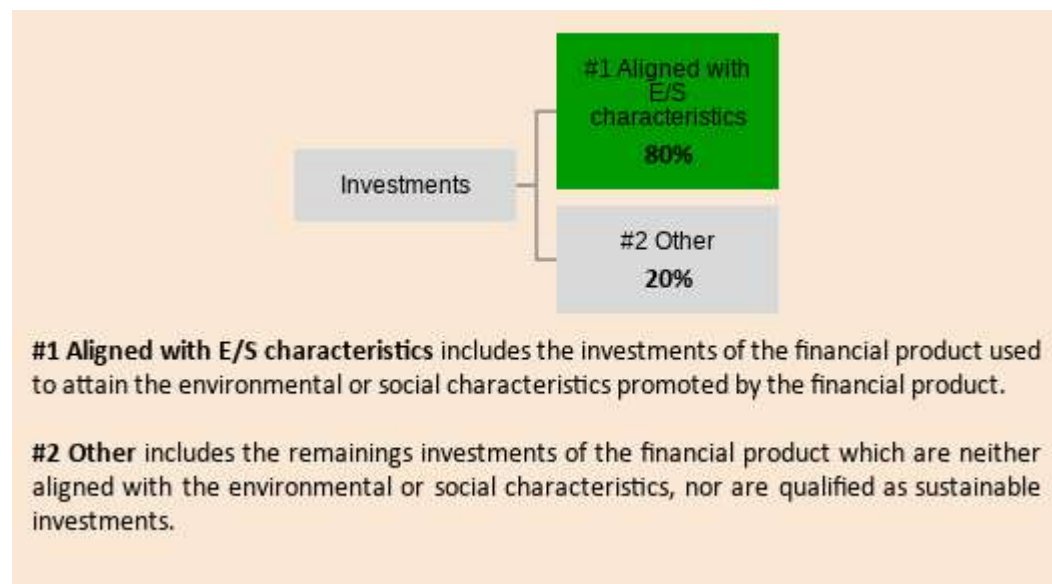 #1 Aligned with
E/S
characteristics
80%
Investments
#2 Other
20%
#1 Aligned with E/S characteristics includes the investments of the financial product used
to attain the environmental or social characteristics promoted by the financial product.
#2 Other includes the remainings investments of the financial product which are neither
aligned with the environmental or social characteristics, nor are qualified as sustainable
investments.